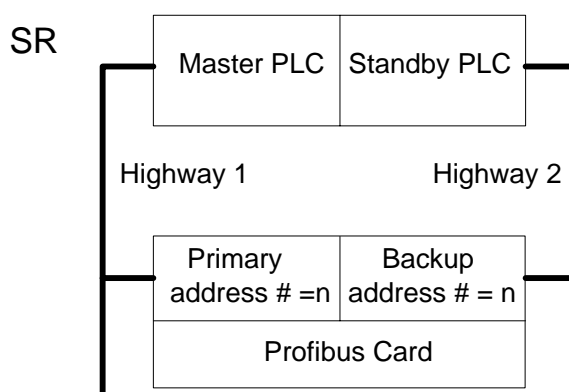 SR
Master PLC
Standby PLC
Highway 1
Highway 2
Primary
address # =n
Backup
address # = n
Profibus Card